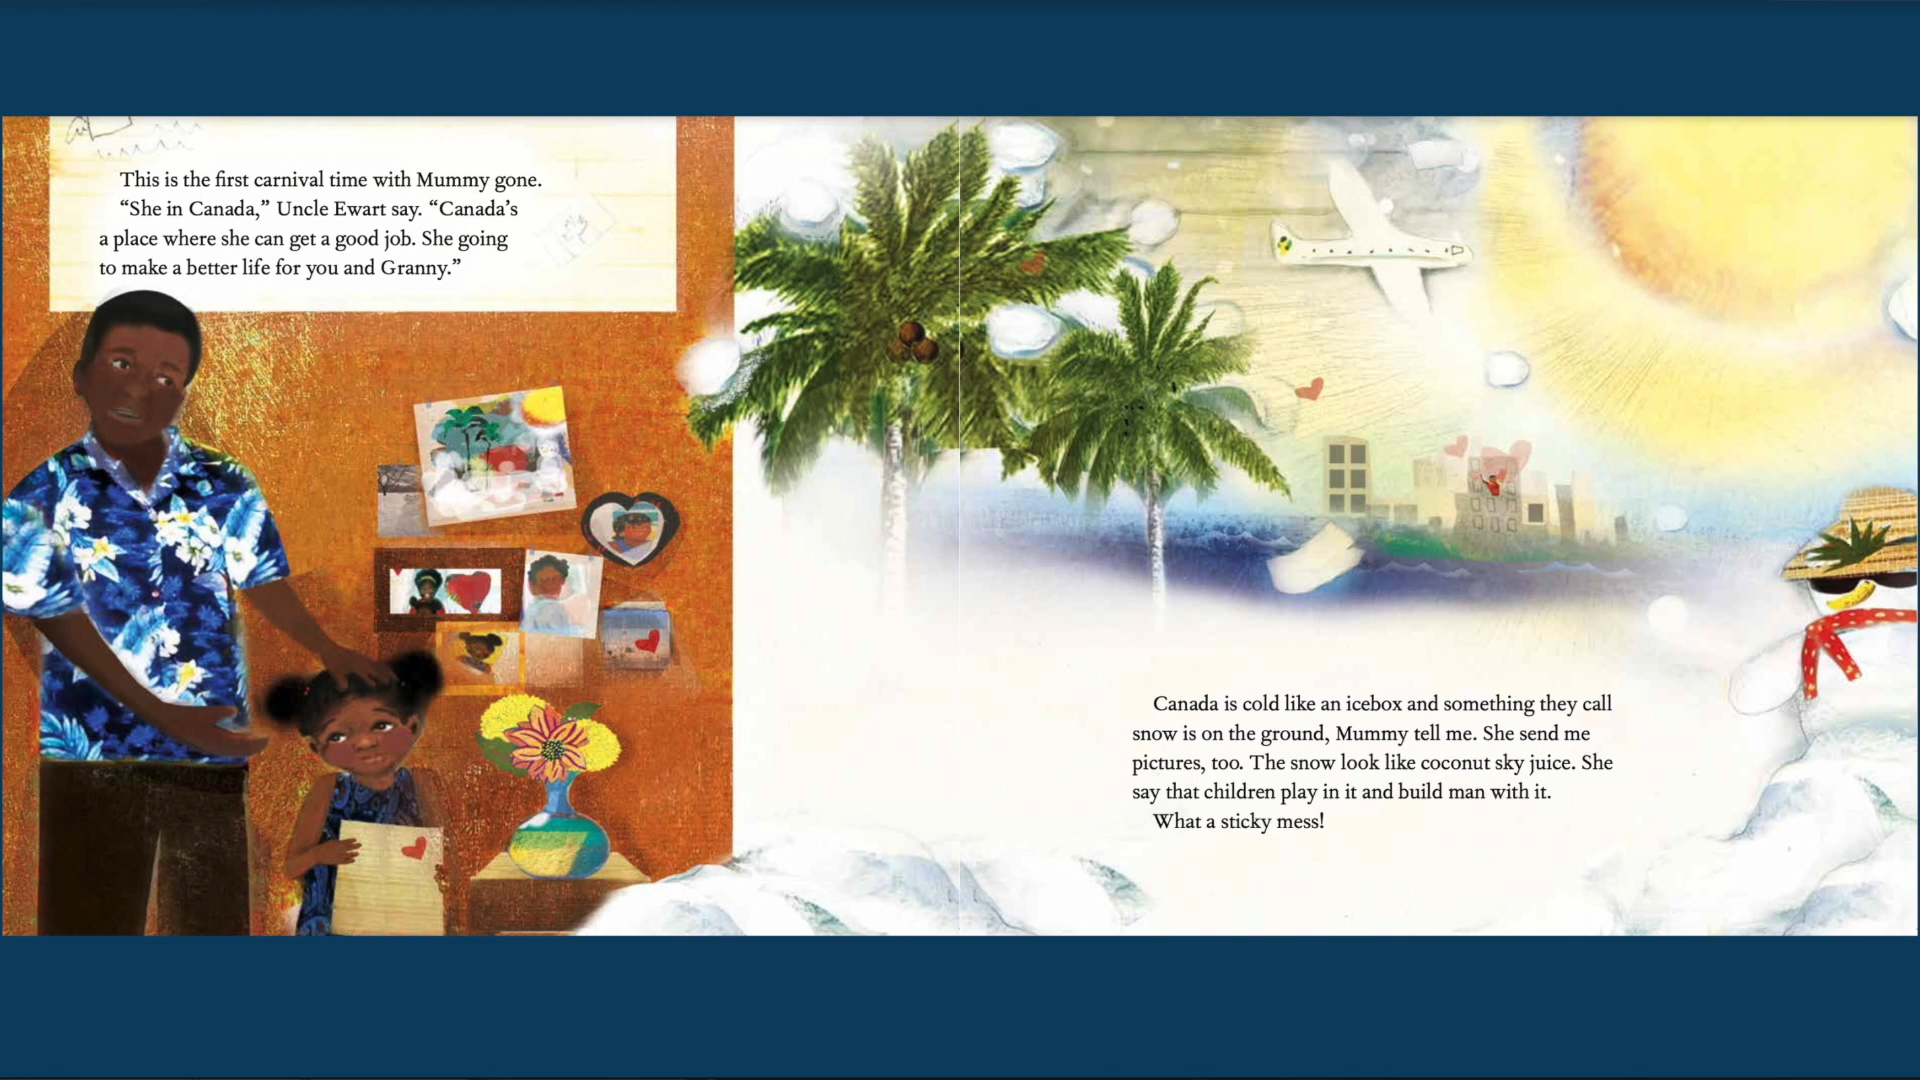 This is the first carnival time with Mummy gone.
“She in Canada,” Uncle Ewart say. “Canada’s
a place where she can get a good job. She going
to make a better life for you and Granny.”
Canada is cold like an icebox and something they call
snow is on the ground, Mummy tell me. She send me
pictures, too. The snow look like coconut sky juice. She
say that children play in it and build man with it.
What a sticky mess!